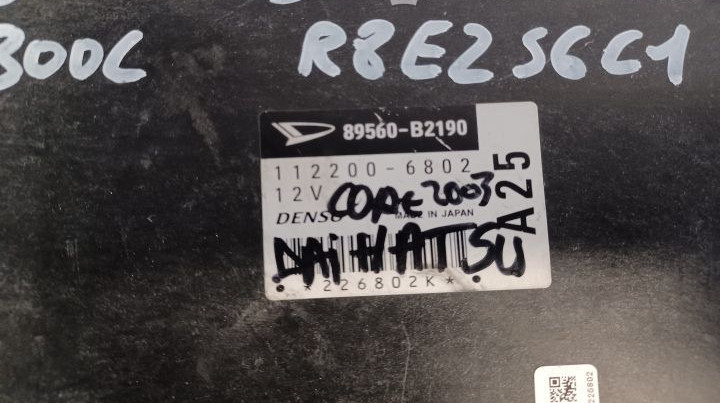 300C R8E2S6C1
89560-B2190
112200-6802
12V COPE 2003
DENSO MADE IN JAPAN
A25
DAIHATSU
*226802K*
226802